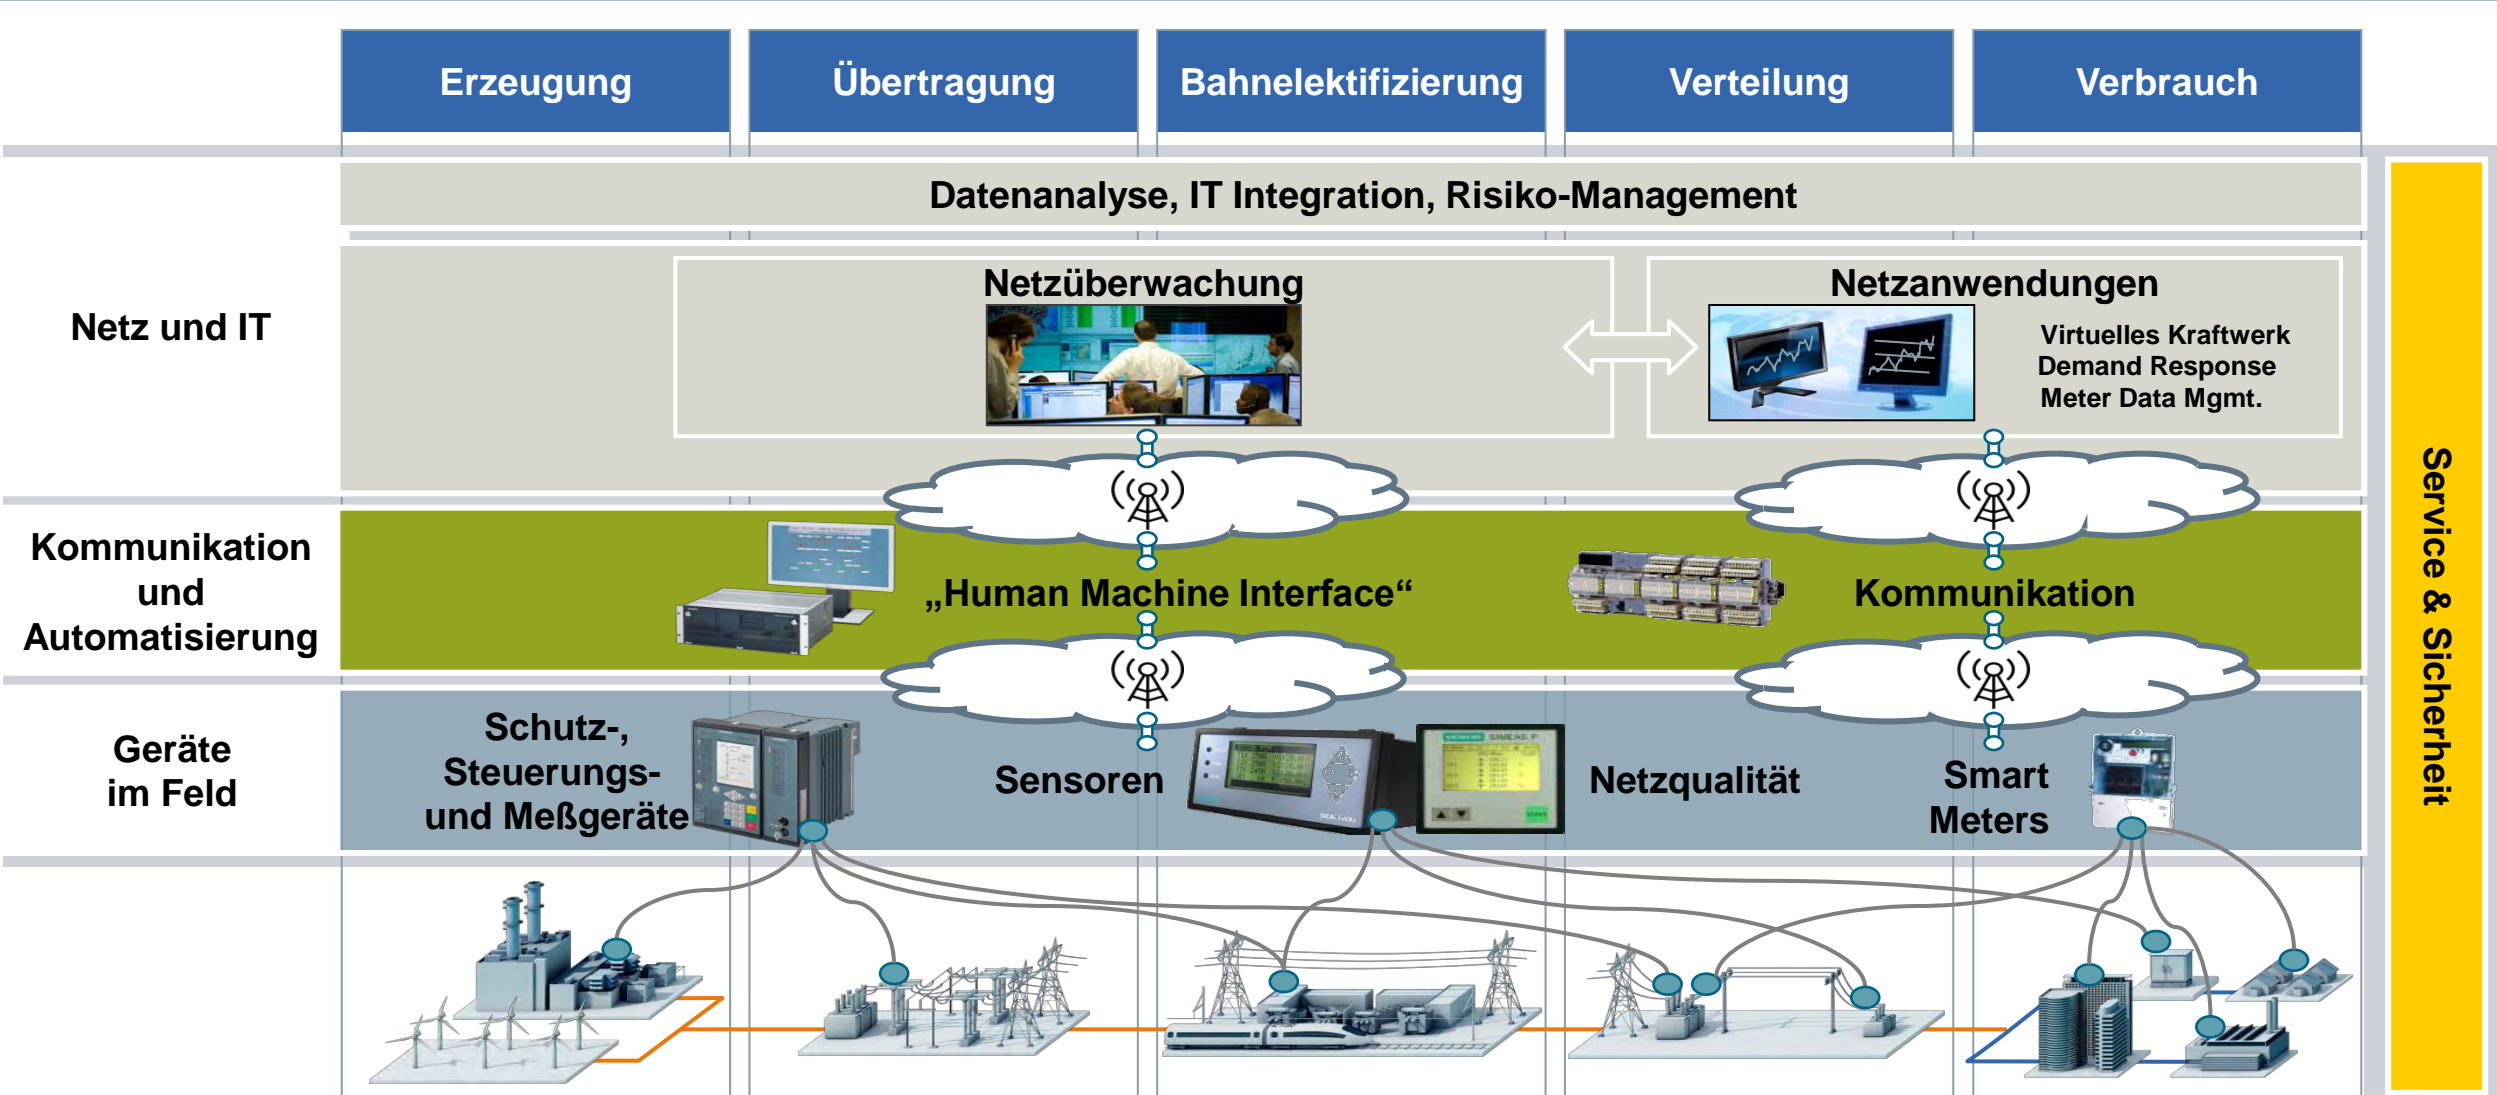 Erzeugung
Übertragung
Bahnelektifizierung
Verteilung
Verbrauch
Datenanalyse, IT Integration, Risiko-Management
Netz und IT
Netzüberwachung
Netzanwendungen
Virtuelles Kraftwerk
Demand Response
Meter Data Mgmt.
Kommunikation
und
Automatisierung
„Human Machine Interface“
Kommunikation
Geräte
im Feld
Schutz-,
Steuerungs-
und Meßgeräte
Sensoren
SIEMENS SIMEAS P
Netzqualität
Smart
Meters
Service & Sicherheit